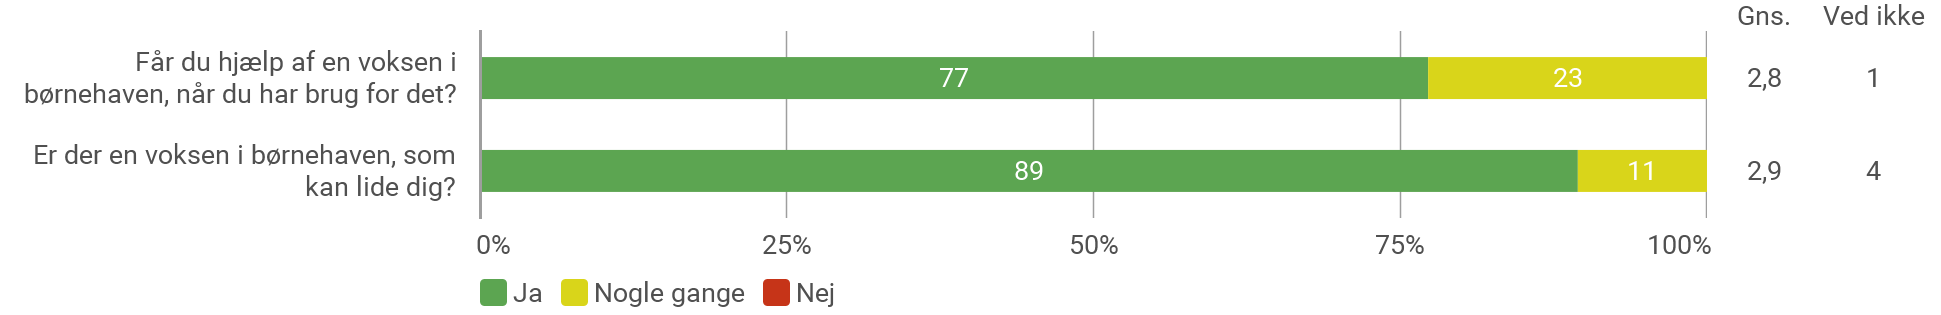 Gns. Ved ikke
Får du hjælp af en voksen i
børnehaven, når du har brug for det?
77 23 2,8 1
Er der en voksen i børnehaven, som
kan lide dig?
89 11 2,9 4
0% 25% 50% 75% 100%
Ja Nogle gange Nej